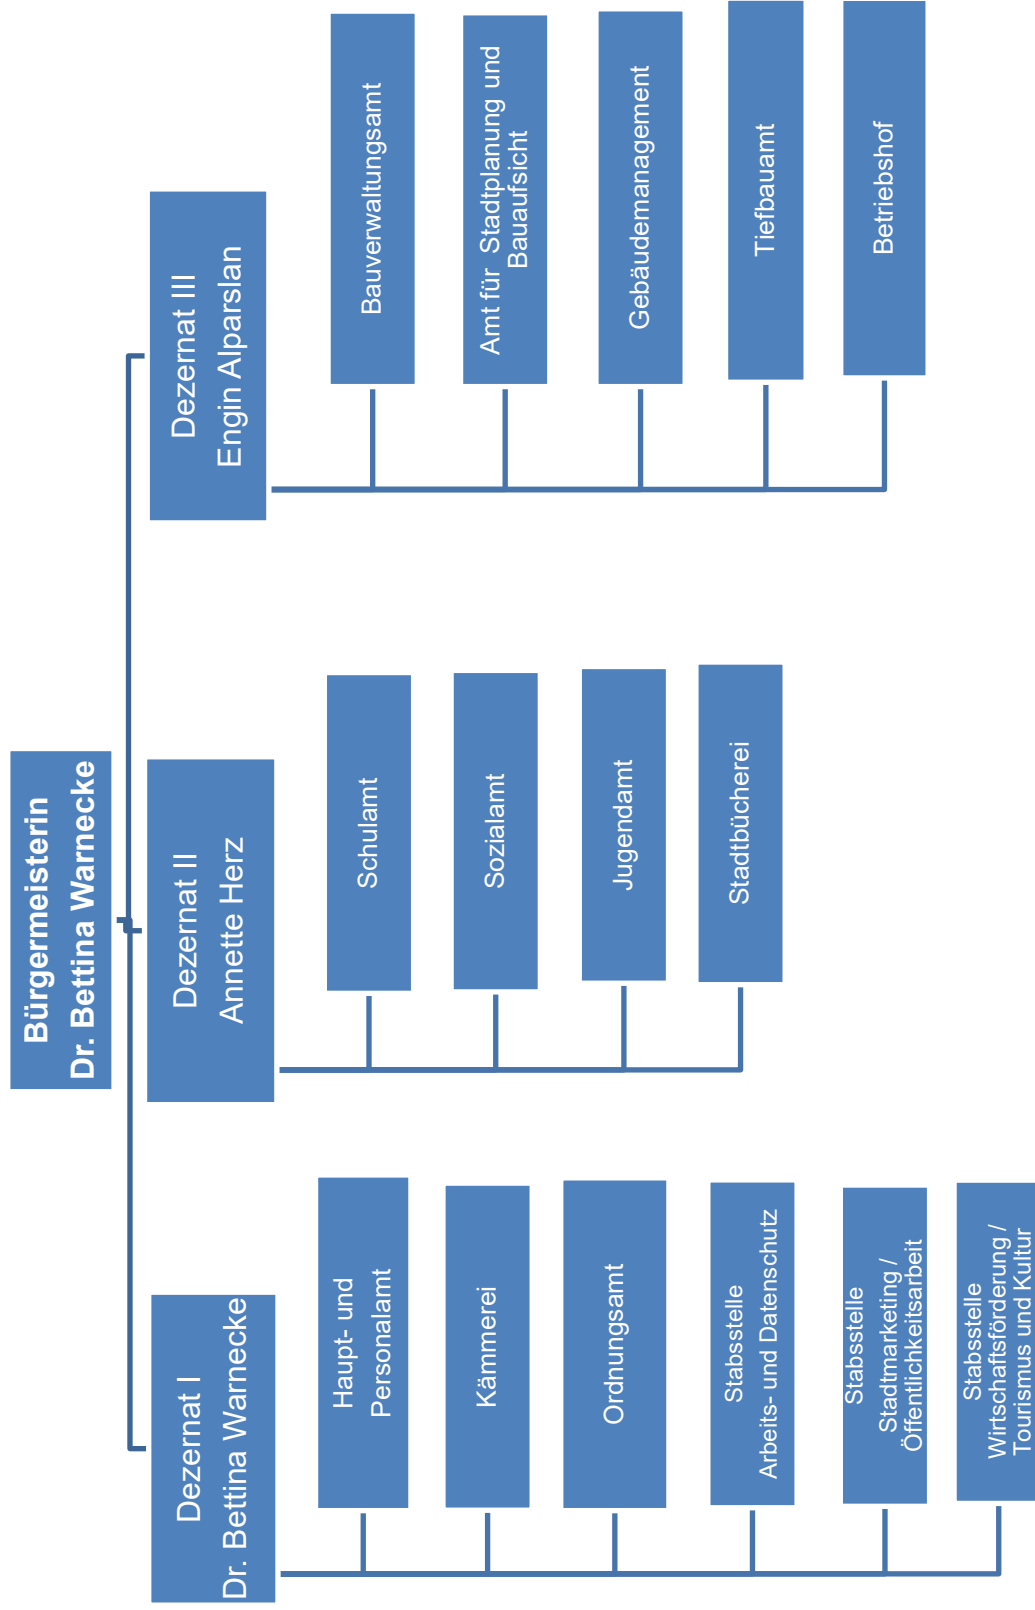 Bürgermeisterin
Dr. Bettina Warnecke
Dezernat I
Dr. Bettina Warnecke
Haupt- und
Personalamt
Kämmerei
Ordnungsamt
Stabsstelle
Arbeits- und Datenschutz
Stabsstelle
Stadtmarketing /
Öffentlichkeitsarbeit
Stabsstelle
Wirtschaftsförderung /
Tourismus und Kultur
Dezernat II
Annette Herz
Schulamt
Sozialamt
Jugendamt
Stadtbücherei
Dezernat III
Engin Alparslan
Bauverwaltungsamt
Amt für Stadtplanung und
Bauaufsicht
Gebäudemanagement
Tiefbauamt
Betriebshof